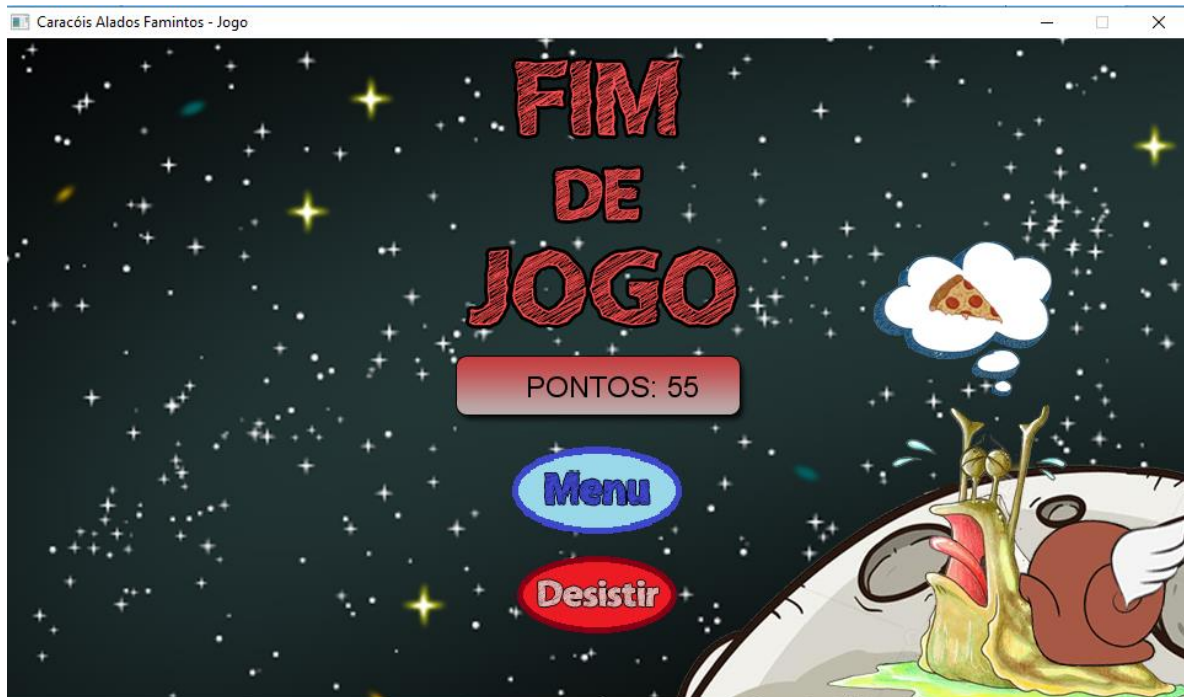 Caracóis Alados Famintos - Jogo
FIM
DE
JOGO
PONTOS: 55
Menu
Desistir